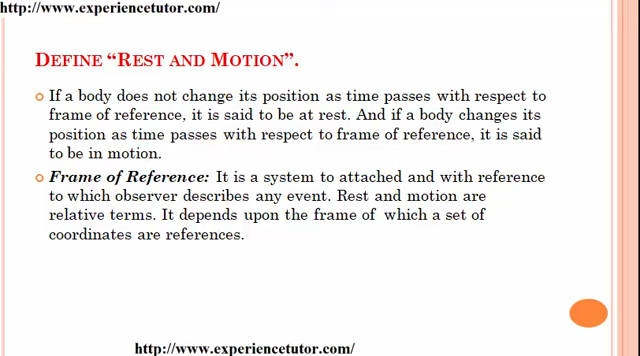 http://www.experiencetutor.com/
DEFINE “REST AND MOTION”.
If a body does not change its position as time passes with respect to
frame of reference, it is said to be at rest. And if a body changes its
position as time passes with respect to frame of reference, it is said
to be in motion.
Frame of Reference: It is a system to attached and with reference
to which observer describes any event. Rest and motion are
relative terms. It depends upon the frame of which a set of
coordinates are references.
http://www.experiencetutor.com/